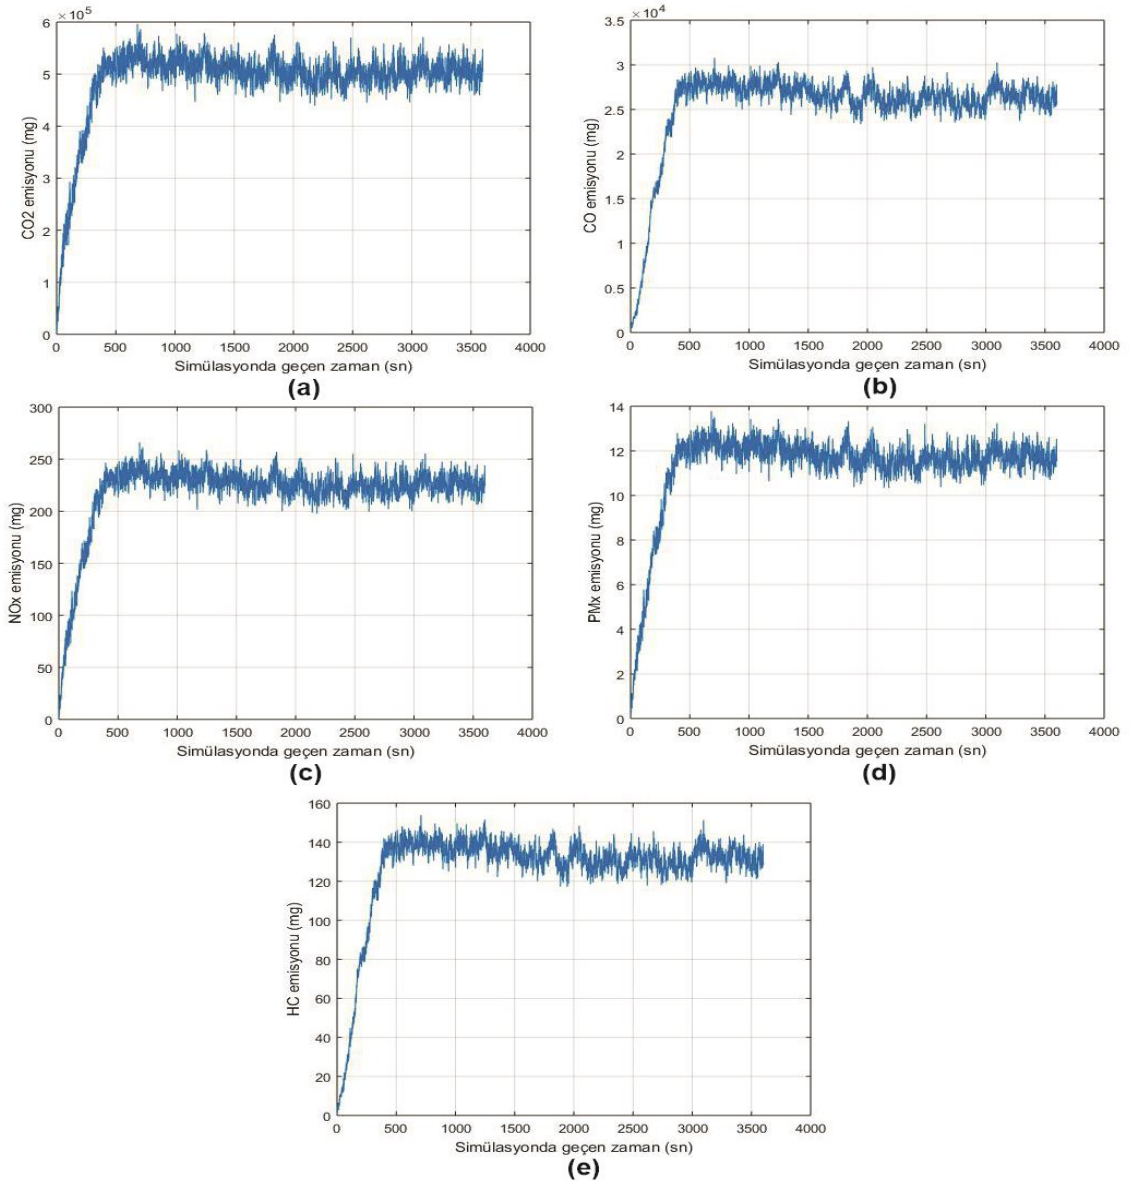 × 10⁵
6
5
4
3
2
1
0
CO2 emisyonu (mg)
0 500 1000 1500 2000 2500 3000 3500 4000
Simülasyonda geçen zaman (sn)
(a)
× 10⁴
3.5
3
2.5
2
1.5
1
0.5
0
CO emisyonu (mg)
0 500 1000 1500 2000 2500 3000 3500 4000
Simülasyonda geçen zaman (sn)
(b)
300
250
200
150
100
50
0
NOx emisyonu (mg)
0 500 1000 1500 2000 2500 3000 3500 4000
Simülasyonda geçen zaman (sn)
(c)
14
12
10
8
6
4
2
0
PMx emisyonu (mg)
0 500 1000 1500 2000 2500 3000 3500 4000
Simülasyonda geçen zaman (sn)
(d)
160
140
120
100
80
60
40
20
0
HC emisyonu (mg)
0 500 1000 1500 2000 2500 3000 3500 4000
Simülasyonda geçen zaman (sn)
(e)